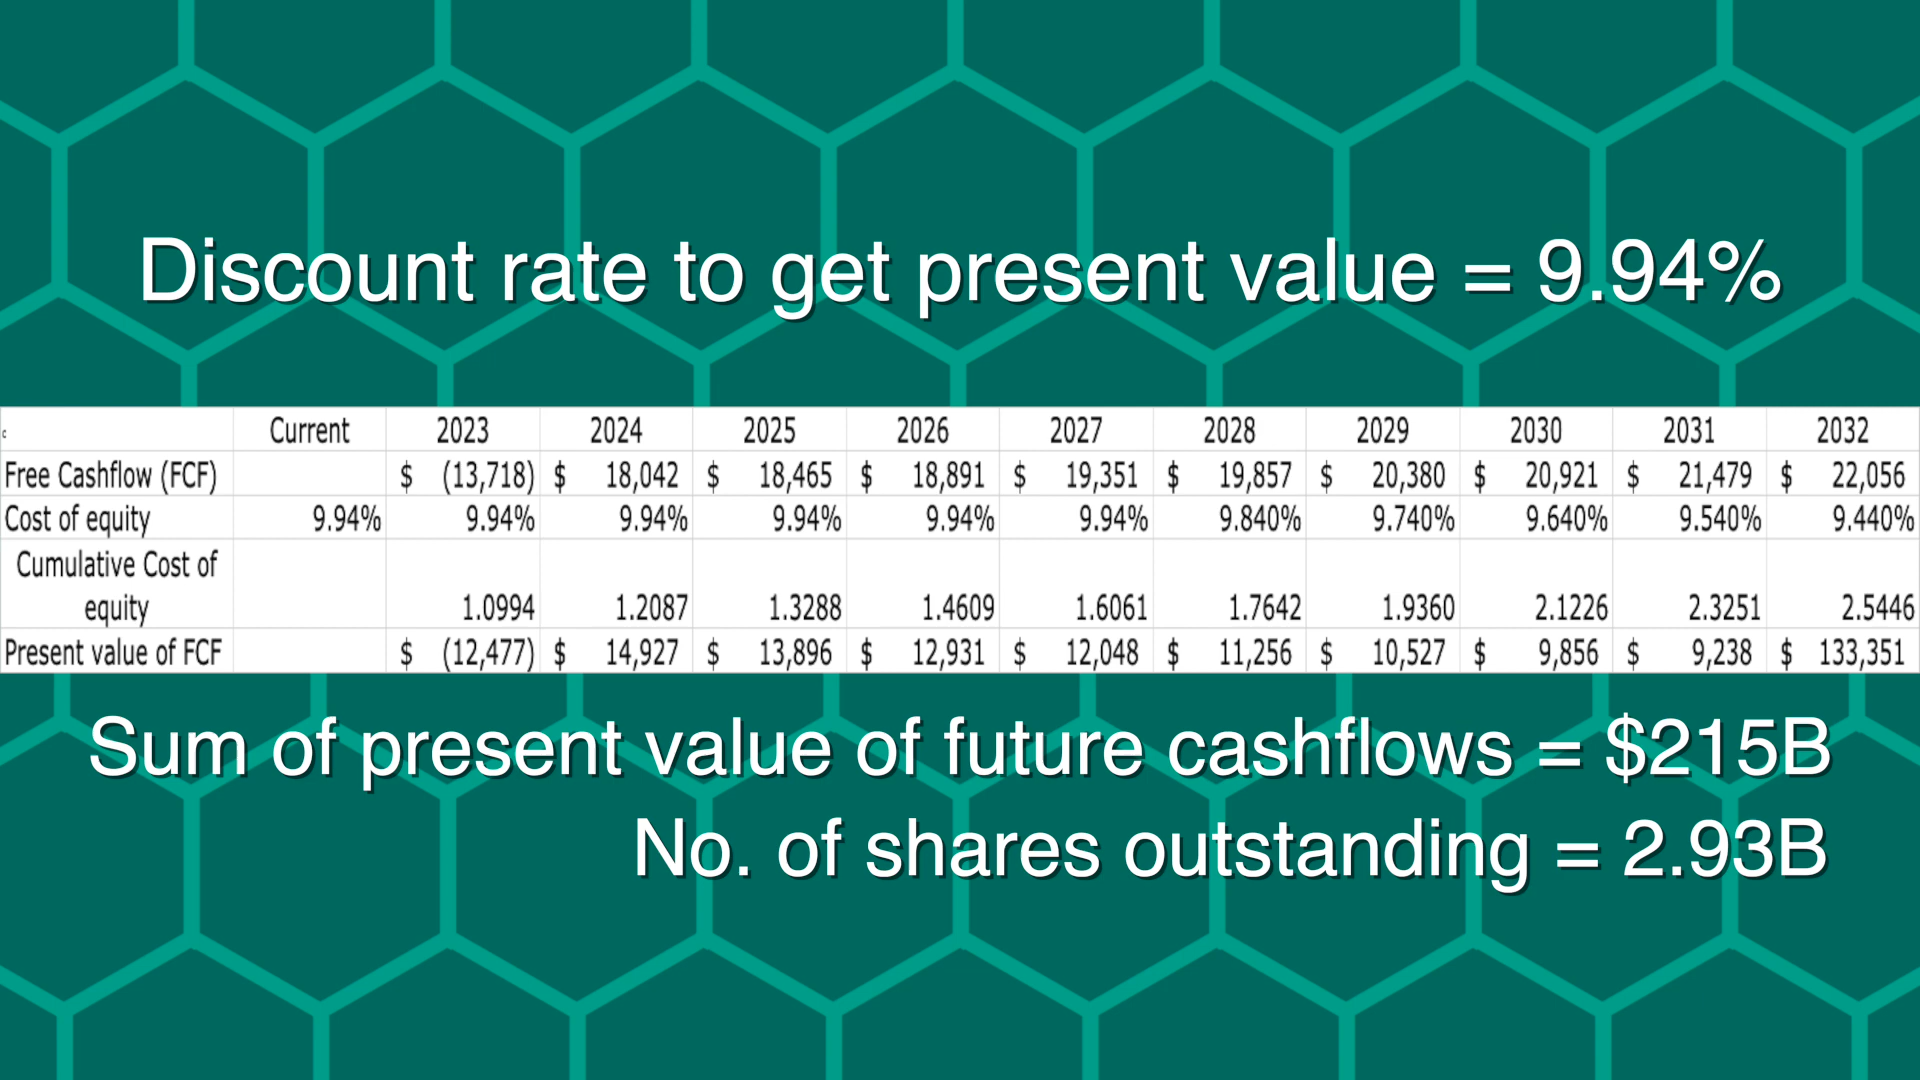 Discount rate to get present value = 9.94%
c Current 2023 2024 2025 2026 2027 2028 2029 2030 2031 2032
Free Cashflow (FCF) $ (13,718) $ 18,042 $ 18,465 $ 18,891 $ 19,351 $ 19,857 $ 20,380 $ 20,921 $ 21,479 $ 22,056
Cost of equity 9.94% 9.94% 9.94% 9.94% 9.94% 9.94% 9.840% 9.740% 9.640% 9.540% 9.440%
Cumulative Cost of
equity 1.0994 1.2087 1.3288 1.4609 1.6061 1.7642 1.9360 2.1226 2.3251 2.5446
Present value of FCF $ (12,477) $ 14,927 $ 13,896 $ 12,931 $ 12,048 $ 11,256 $ 10,527 $ 9,856 $ 9,238 $ 133,351
Sum of present value of future cashflows = $215B
No. of shares outstanding = 2.93B